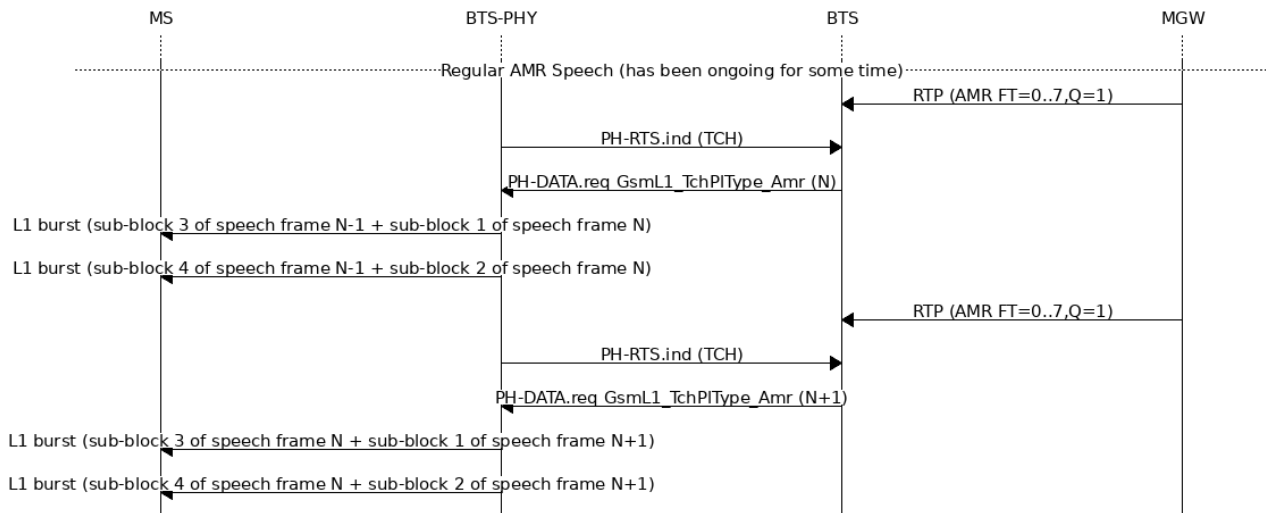 MS BTS-PHY BTS MGW
Regular AMR Speech (has been ongoing for some time)
RTP (AMR FT=0..7,Q=1)
PH-RTS.ind (TCH)
PH-DATA.req GsmL1_TchPlType_Amr (N)
L1 burst (sub-block 3 of speech frame N-1 + sub-block 1 of speech frame N)
L1 burst (sub-block 4 of speech frame N-1 + sub-block 2 of speech frame N)
RTP (AMR FT=0..7,Q=1)
PH-RTS.ind (TCH)
PH-DATA.req GsmL1_TchPlType_Amr (N+1)
L1 burst (sub-block 3 of speech frame N + sub-block 1 of speech frame N+1)
L1 burst (sub-block 4 of speech frame N + sub-block 2 of speech frame N+1)